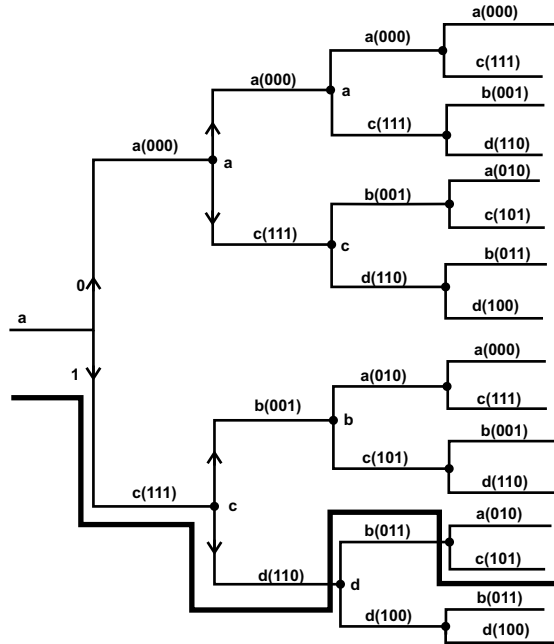 a(000)
a(000)
c(111)
a(000)
a
b(001)
c(111)
d(110)
a(000)
a
a(010)
b(001)
c(101)
c(111)
c
b(011)
d(110)
d(100)
0
a
a(000)
1
a(010)
c(111)
b(001)
b
b(001)
c(101)
d(110)
c(111)
c
a(010)
b(011)
c(101)
d(110)
d
b(011)
d(100)
d(100)